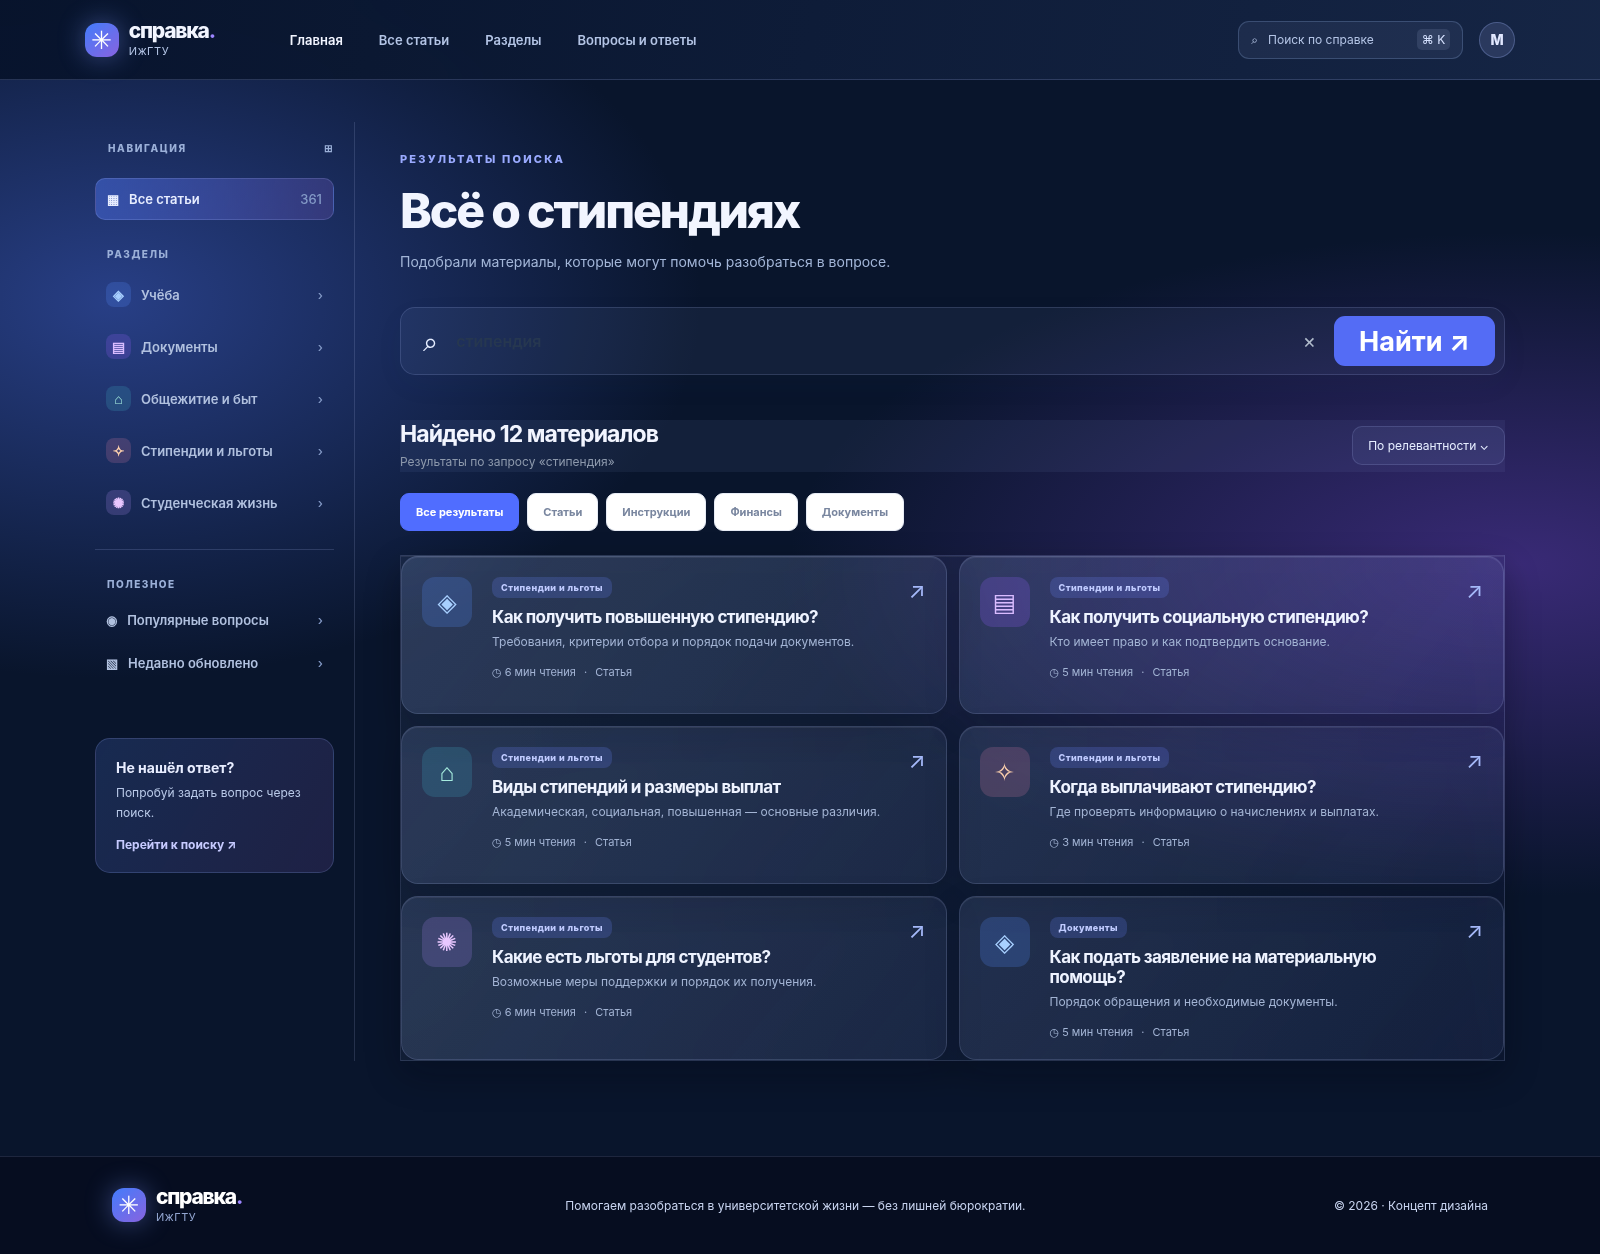 справка.
ИжГТУ
Главная
Все статьи
Разделы
Вопросы и ответы
Поиск по справке
⌘ K
М
НАВИГАЦИЯ
Все статьи 361
РАЗДЕЛЫ
Учёба
Документы
Общежитие и быт
Стипендии и льготы
Студенческая жизнь
ПОЛЕЗНОЕ
Популярные вопросы
Недавно обновлено
Не нашёл ответ?
Попробуй задать вопрос через
поиск.
Перейти к поиску ↗
РЕЗУЛЬТАТЫ ПОИСКА
Всё о стипендиях
Подобрали материалы, которые могут помочь разобраться в вопросе.
стипендия
Найти ↗
Найдено 12 материалов
Результаты по запросу «стипендия»
По релевантности
Все результаты
Статьи
Инструкции
Финансы
Документы
Стипендии и льготы
Как получить повышенную стипендию?
Требования, критерии отбора и порядок подачи документов.
6 мин чтения · Статья
Стипендии и льготы
Как получить социальную стипендию?
Кто имеет право и как подтвердить основание.
5 мин чтения · Статья
Стипендии и льготы
Виды стипендий и размеры выплат
Академическая, социальная, повышенная — основные различия.
5 мин чтения · Статья
Стипендии и льготы
Когда выплачивают стипендию?
Где проверять информацию о начислениях и выплатах.
3 мин чтения · Статья
Стипендии и льготы
Какие есть льготы для студентов?
Возможные меры поддержки и порядок их получения.
6 мин чтения · Статья
Документы
Как подать заявление на материальную
помощь?
Порядок обращения и необходимые документы.
5 мин чтения · Статья
справка.
ИжГТУ
Помогаем разобраться в университетской жизни — без лишней бюрократии.
© 2026 · Концепт дизайна